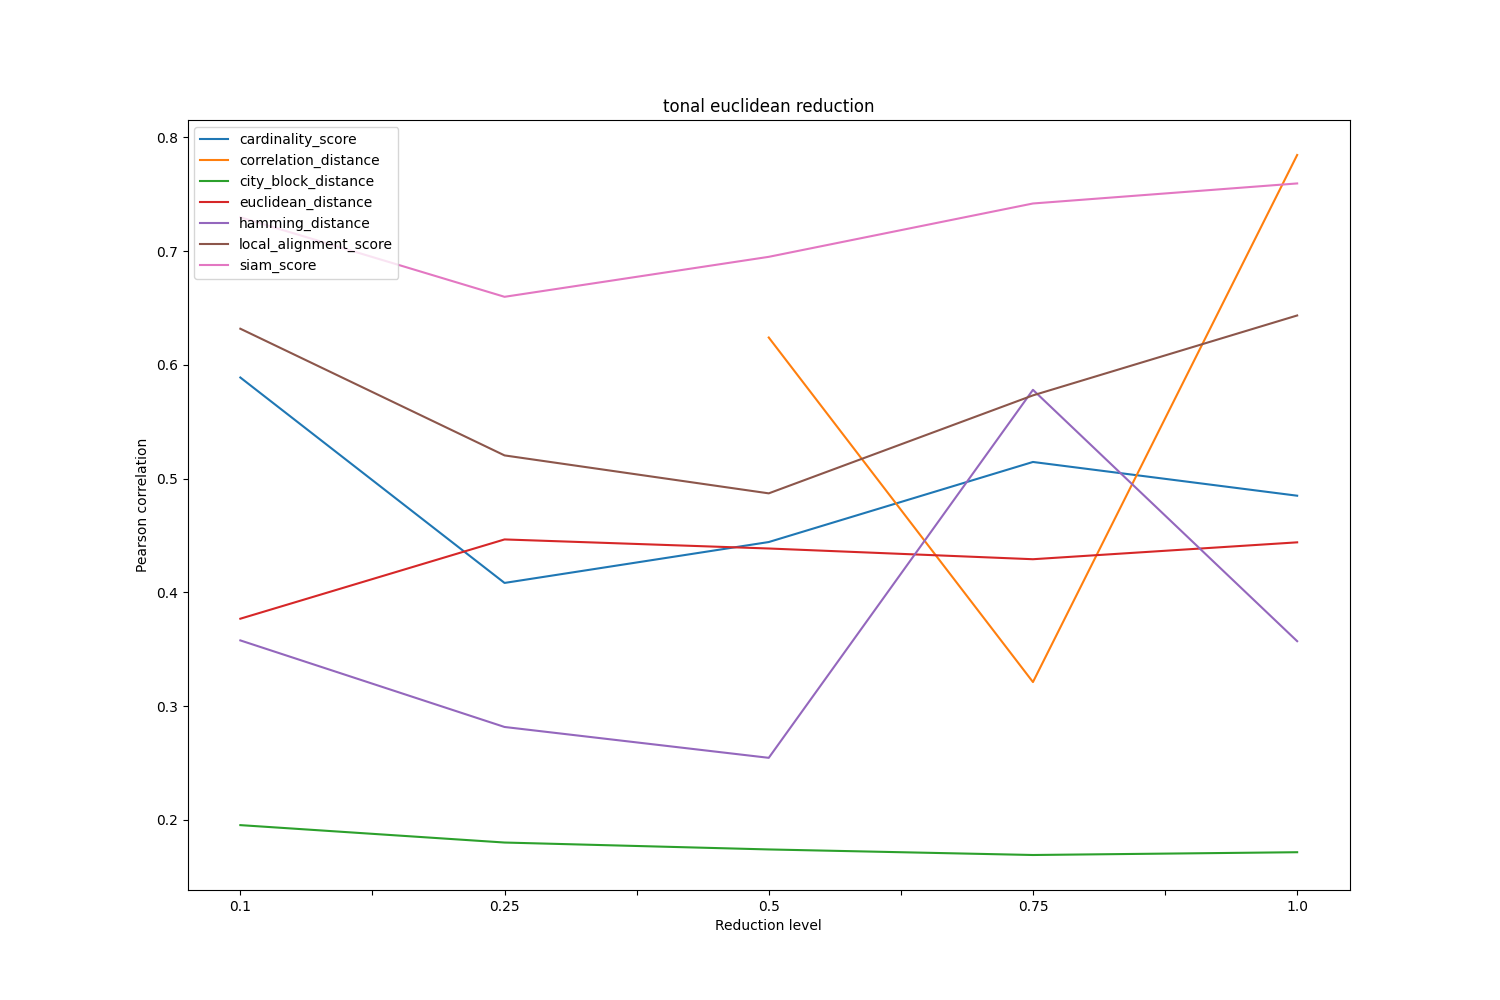 tonal euclidean reduction
cardinality_score
correlation_distance
city_block_distance
euclidean_distance
hamming_distance
local_alignment_score
siam_score
0.8
0.7
0.6
0.5
0.4
0.3
0.2
Pearson correlation
0.1 0.25 0.5 0.75 1.0
Reduction level